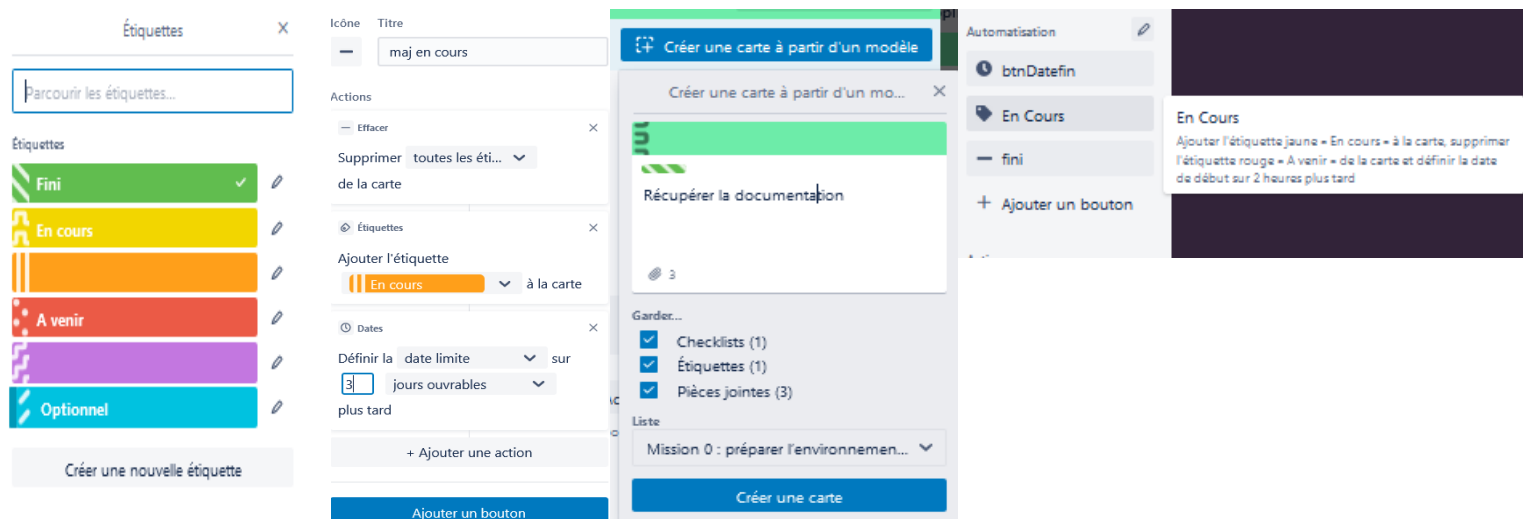 Étiquettes
Parcourir les étiquettes...
Étiquettes
Fini
En cours
A venir
Optionnel
Créer une nouvelle étiquette
Icône Titre
maj en cours
Actions
Effacer
Supprimer toutes les éti...
de la carte
Étiquettes
Ajouter l'étiquette
En cours à la carte
Dates
Définir la date limite sur
3 jours ouvrables
plus tard
+ Ajouter une action
Ajouter un bouton
Créer une carte à partir d'un modèle
Créer une carte à partir d'un mo...
Récupérer la documentation
3
Garder...
Checklists (1)
Étiquettes (1)
Pièces jointes (3)
Liste
Mission 0 : préparer l'environnemen...
Créer une carte
Automatisation
btnDatefin
En Cours
fini
+ Ajouter un bouton
En Cours
Ajouter l'étiquette jaune « En cours » à la carte, supprimer
l'étiquette rouge « A venir » de la carte et définir la date
de début sur 2 heures plus tard